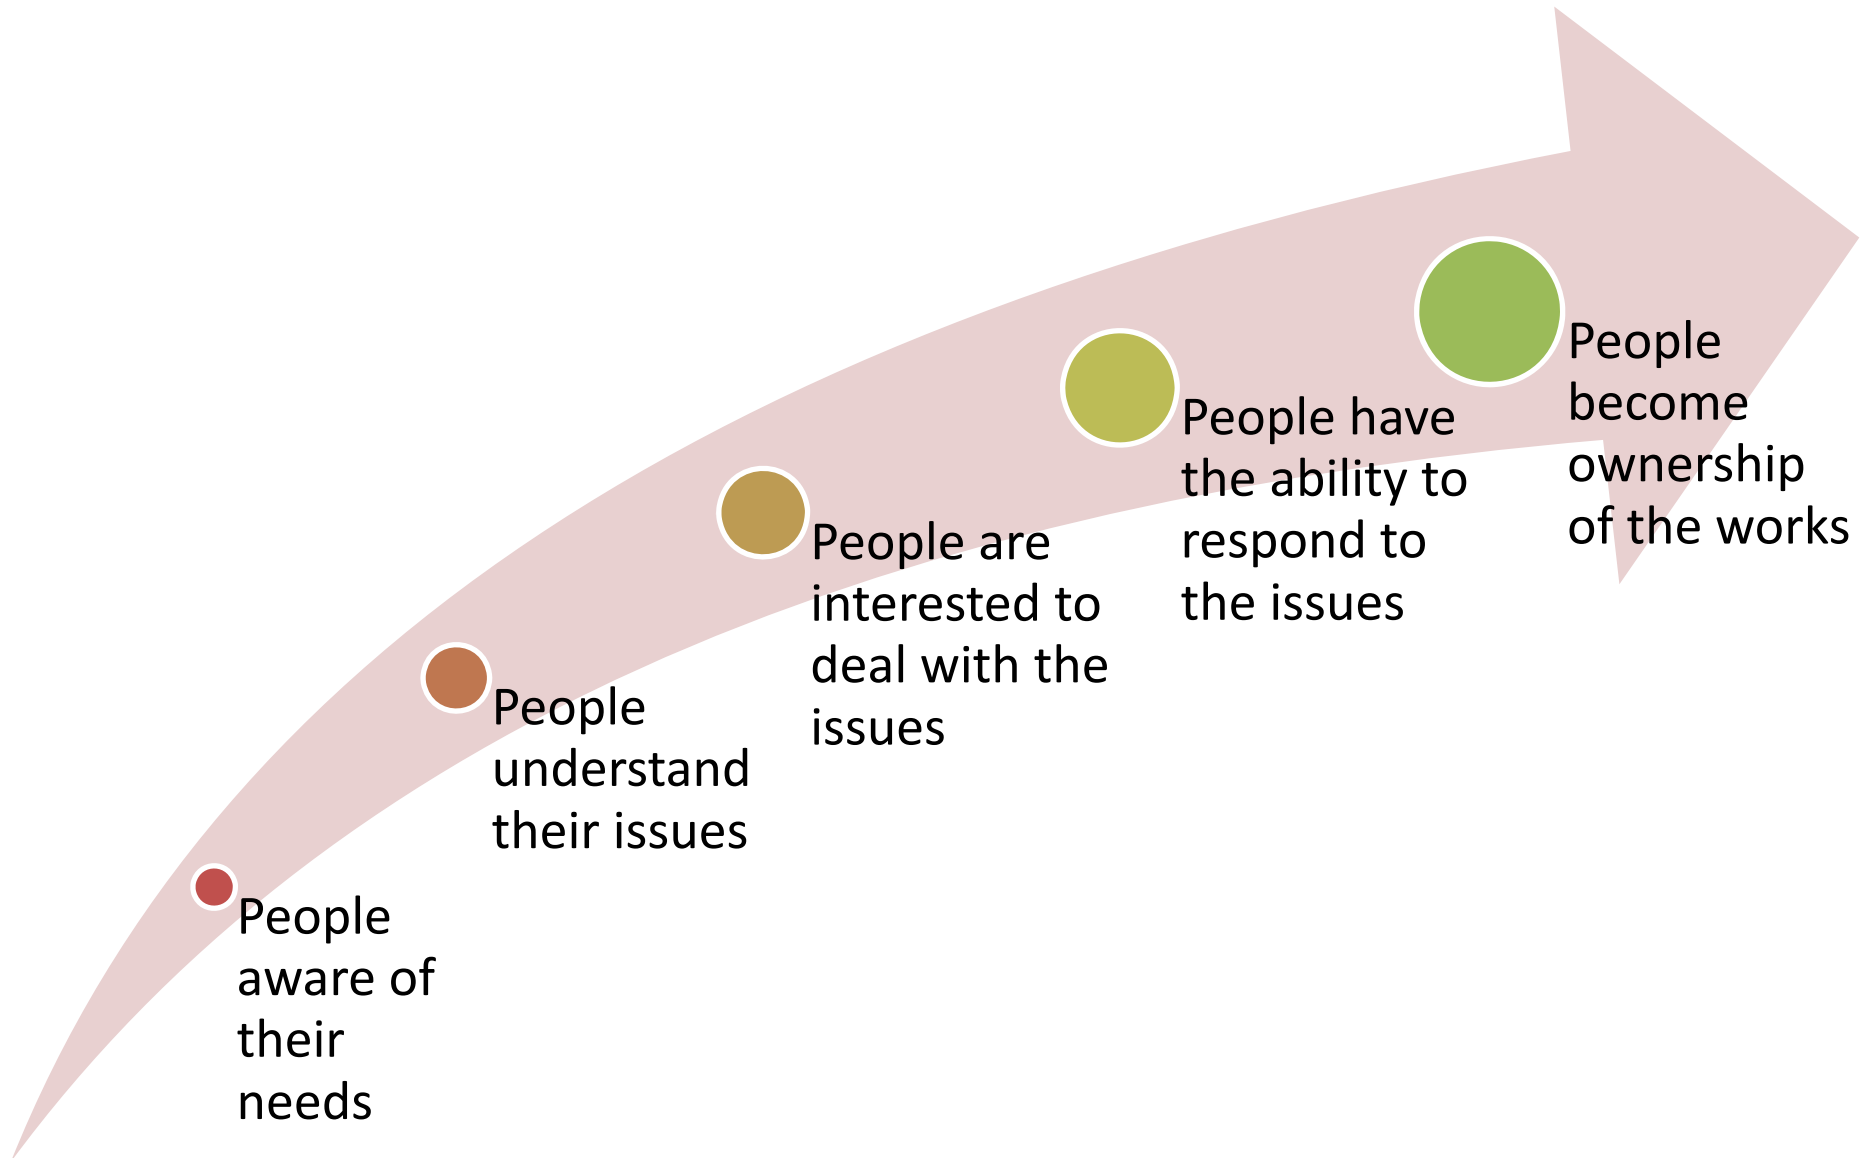 People
aware of
their
needs
People
understand
their issues
People are
interested to
deal with the
issues
People have
the ability to
respond to
the issues
People
become
ownership
of the works